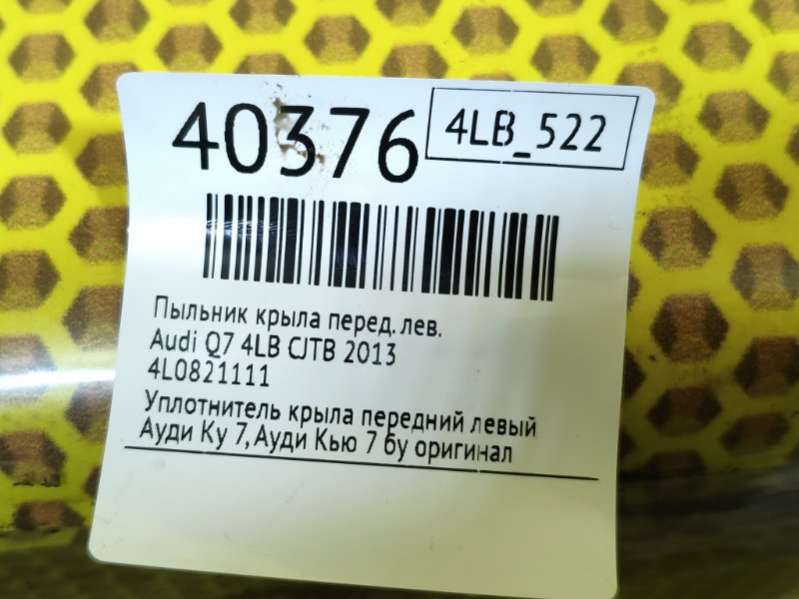 40376
4LB_522
Пыльник крыла перед. лев.
Audi Q7 4LB CJTB 2013
4L0821111
Уплотнитель крыла передний левый
Ауди Ку 7, Ауди Кью 7 бу оригинал